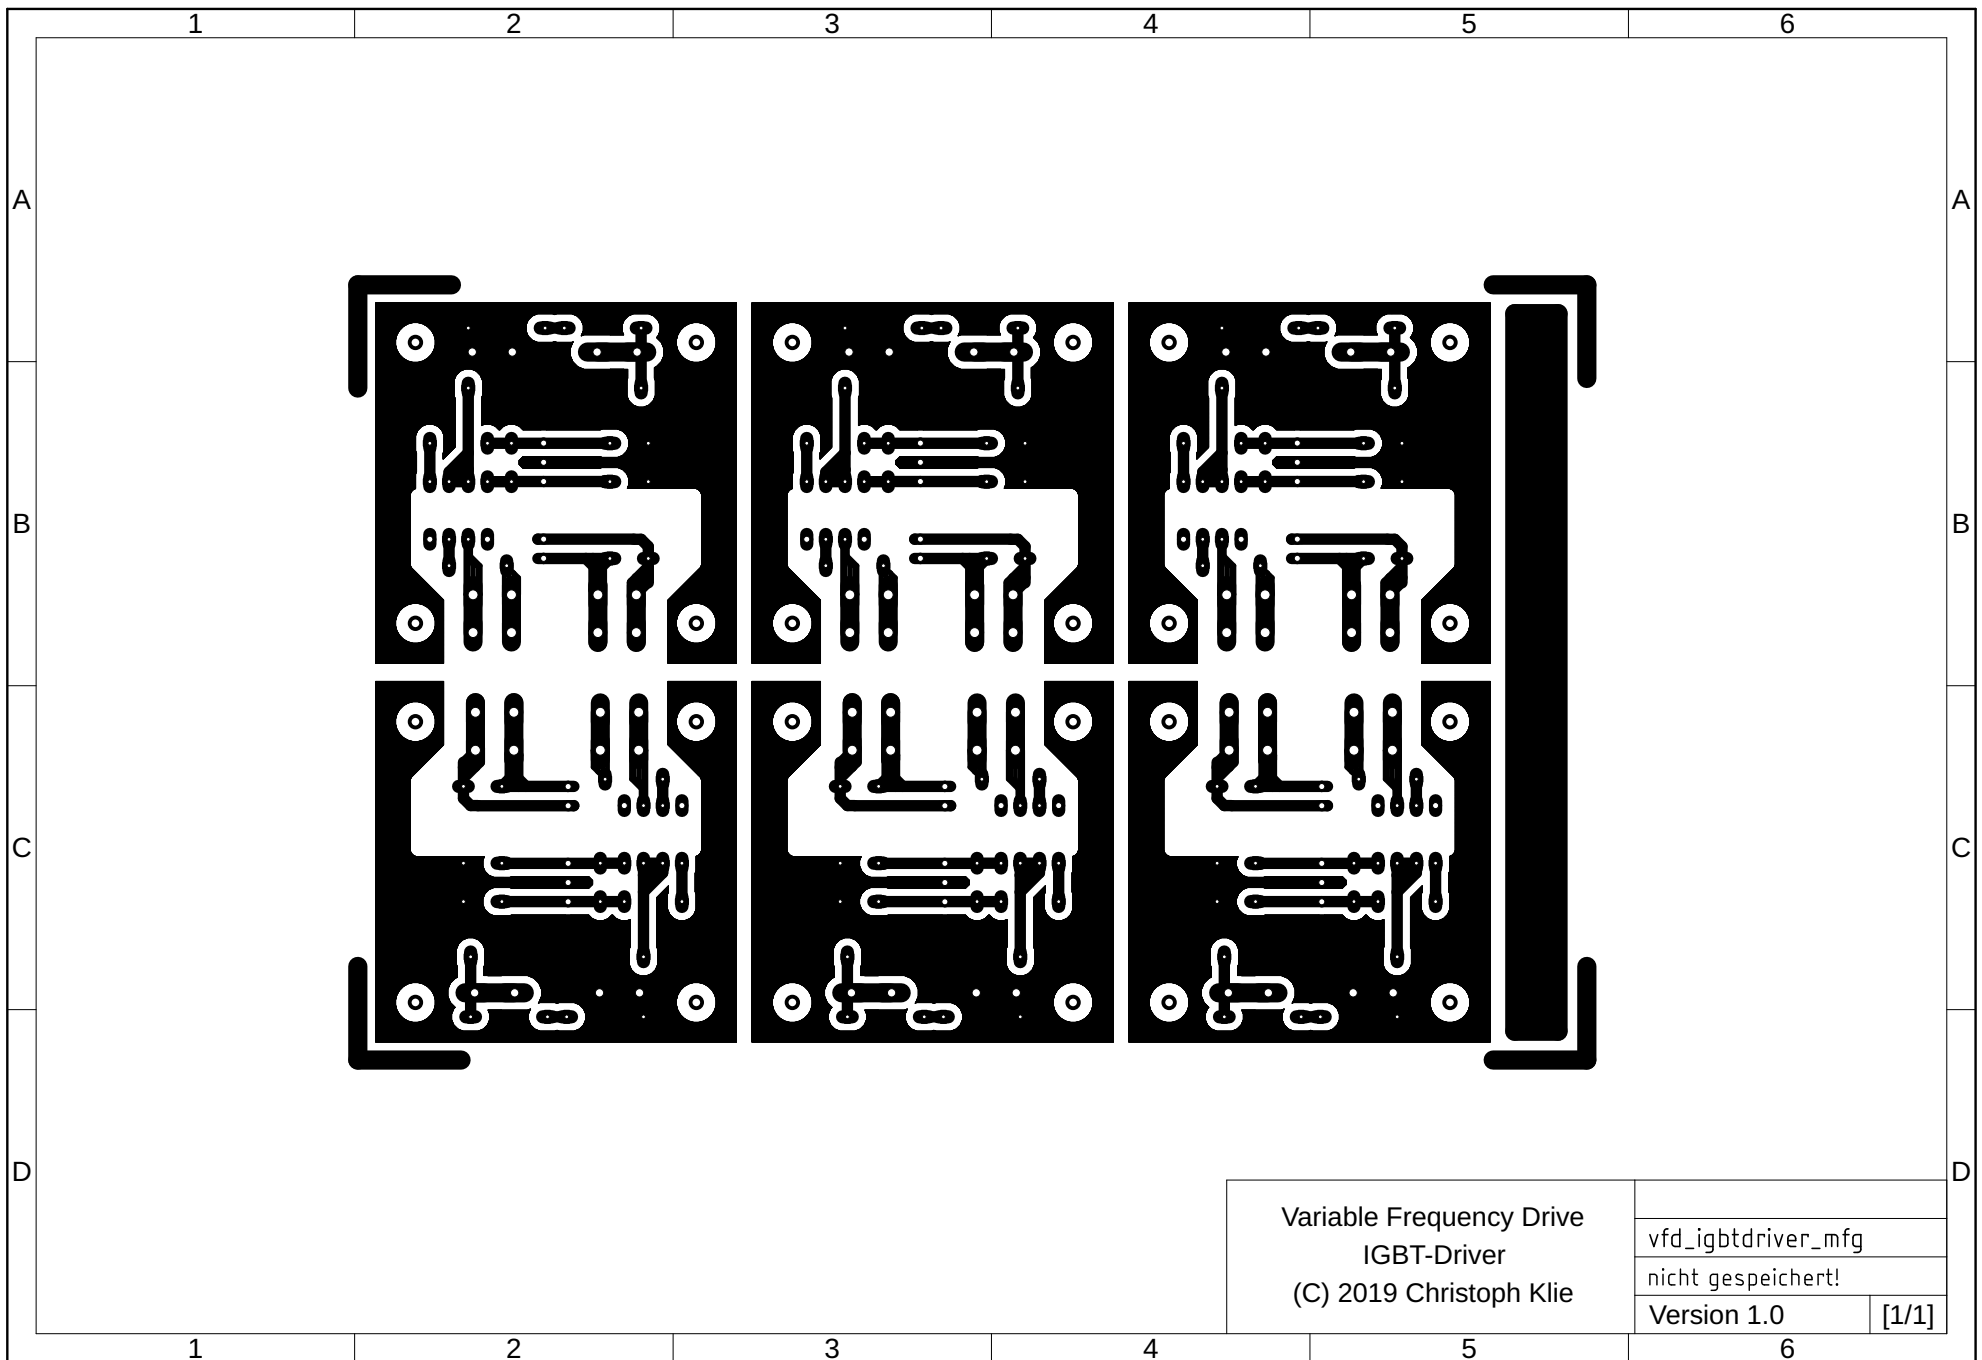 1 2 3 4 5 6
A A
B B
C C
D D
Variable Frequency Drive
IGBT-Driver
(C) 2019 Christoph Klie
vfd_igbtdriver_mfg
nicht gespeichert!
Version 1.0 [1/1]
1 2 3 4 5 6